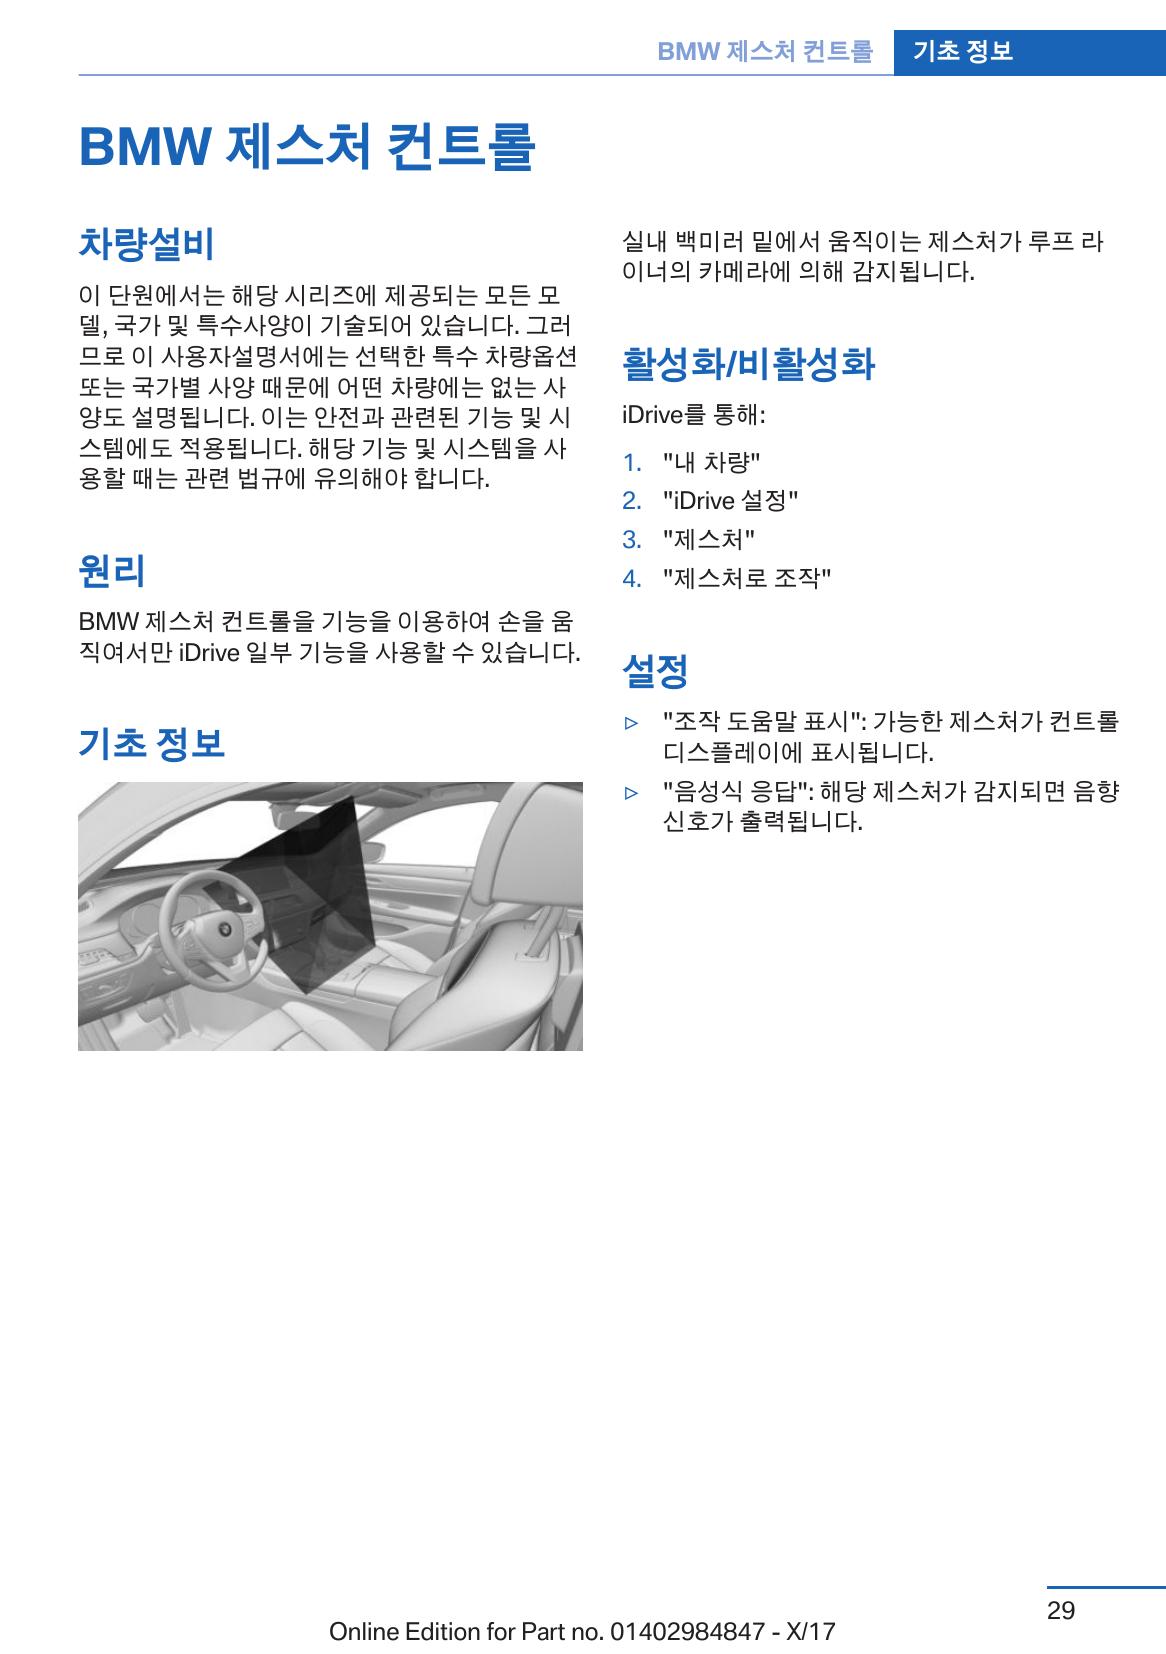 BMW 제스처 컨트롤 기초 정보
BMW 제스처 컨트롤
차량설비
이 단원에서는 해당 시리즈에 제공되는 모든 모
델, 국가 및 특수사양이 기술되어 있습니다. 그러
므로 이 사용자설명서에는 선택한 특수 차량옵션
또는 국가별 사양 때문에 어떤 차량에는 없는 사
양도 설명됩니다. 이는 안전과 관련된 기능 및 시
스템에도 적용됩니다. 해당 기능 및 시스템을 사
용할 때는 관련 법규에 유의해야 합니다.
원리
BMW 제스처 컨트롤을 기능을 이용하여 손을 움
직여서만 iDrive 일부 기능을 사용할 수 있습니다.
기초 정보
실내 백미러 밑에서 움직이는 제스처가 루프 라
이너의 카메라에 의해 감지됩니다.
활성화/비활성화
iDrive를 통해:
1. "내 차량"
2. "iDrive 설정"
3. "제스처"
4. "제스처로 조작"
설정
▷ "조작 도움말 표시": 가능한 제스처가 컨트롤
디스플레이에 표시됩니다.
▷ "음성식 응답": 해당 제스처가 감지되면 음향
신호가 출력됩니다.
29
Online Edition for Part no. 01402984847 - X/17